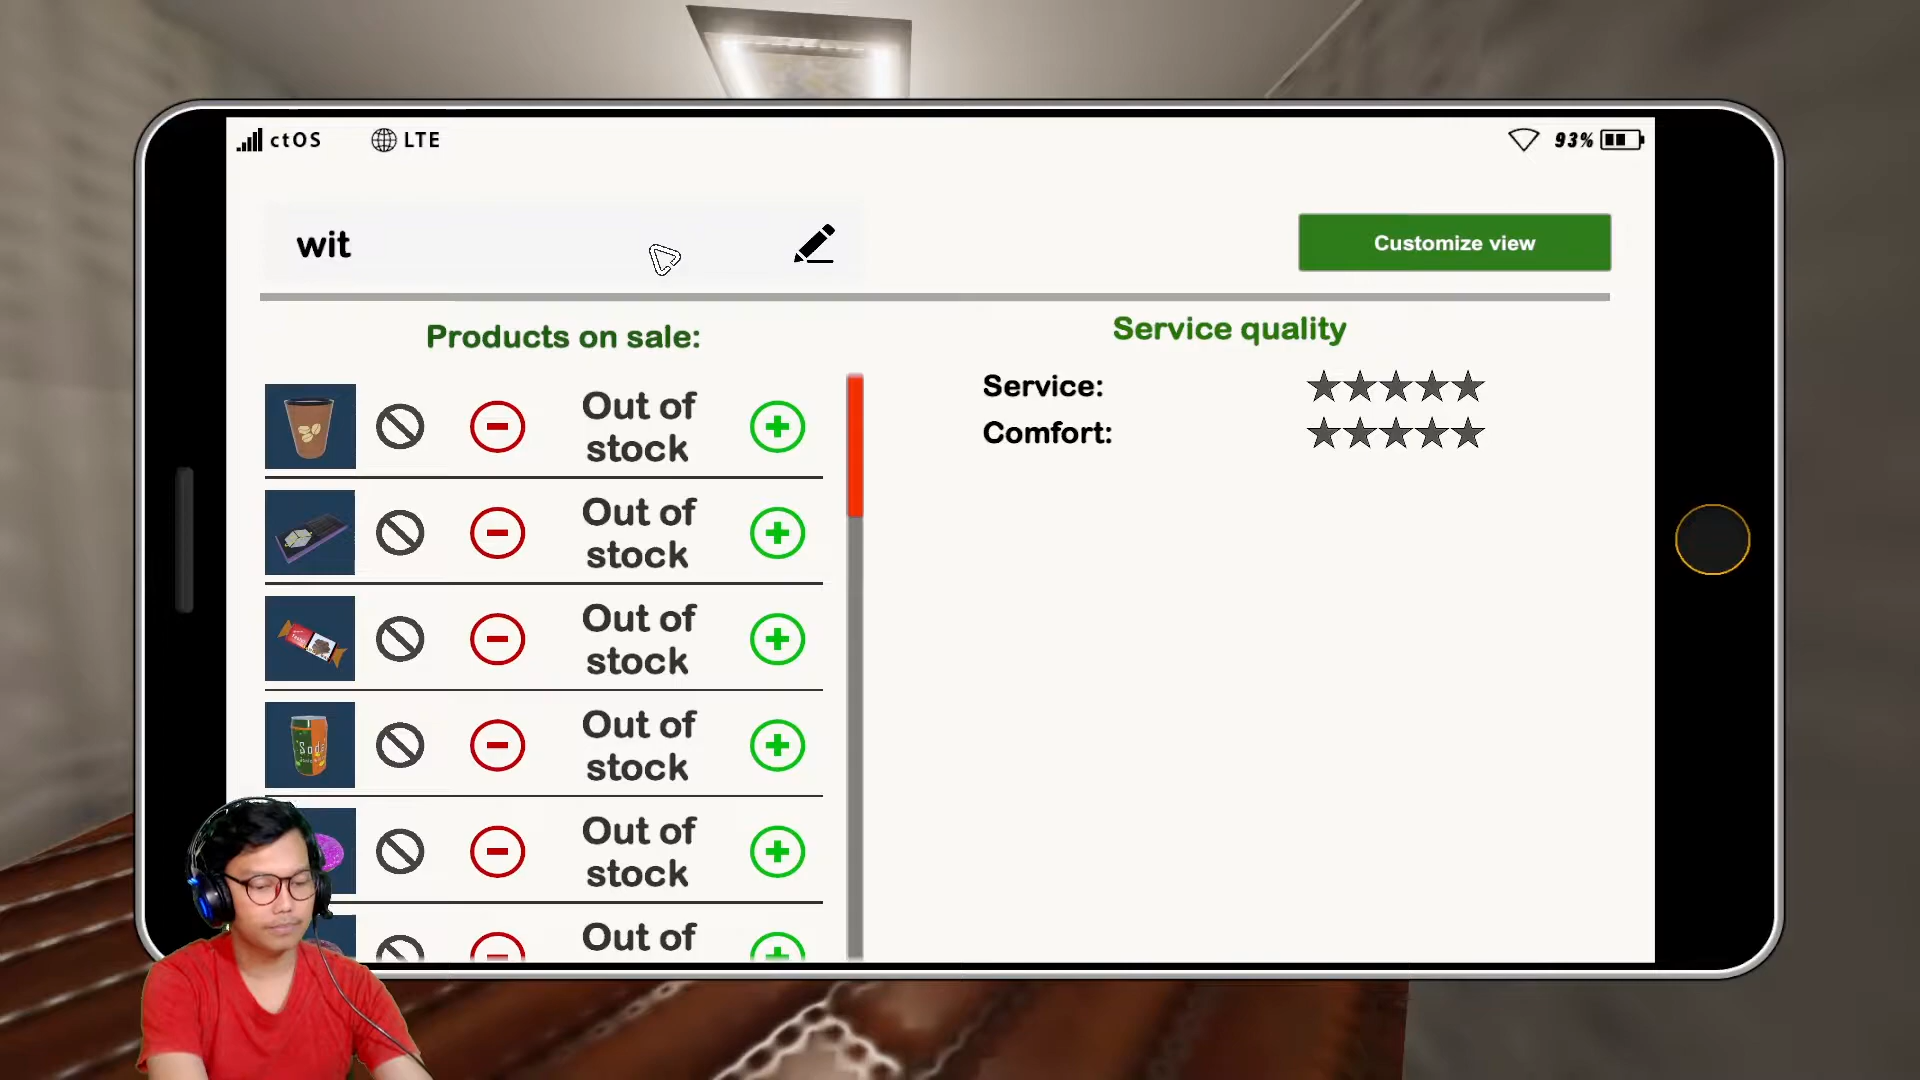 ctOS LTE 93%
wit
Customize view
Products on sale:
Service quality
Service:
Comfort:
Out of
stock
Out of
stock
Out of
stock
Soda
Out of
stock
Out of
stock
Out of